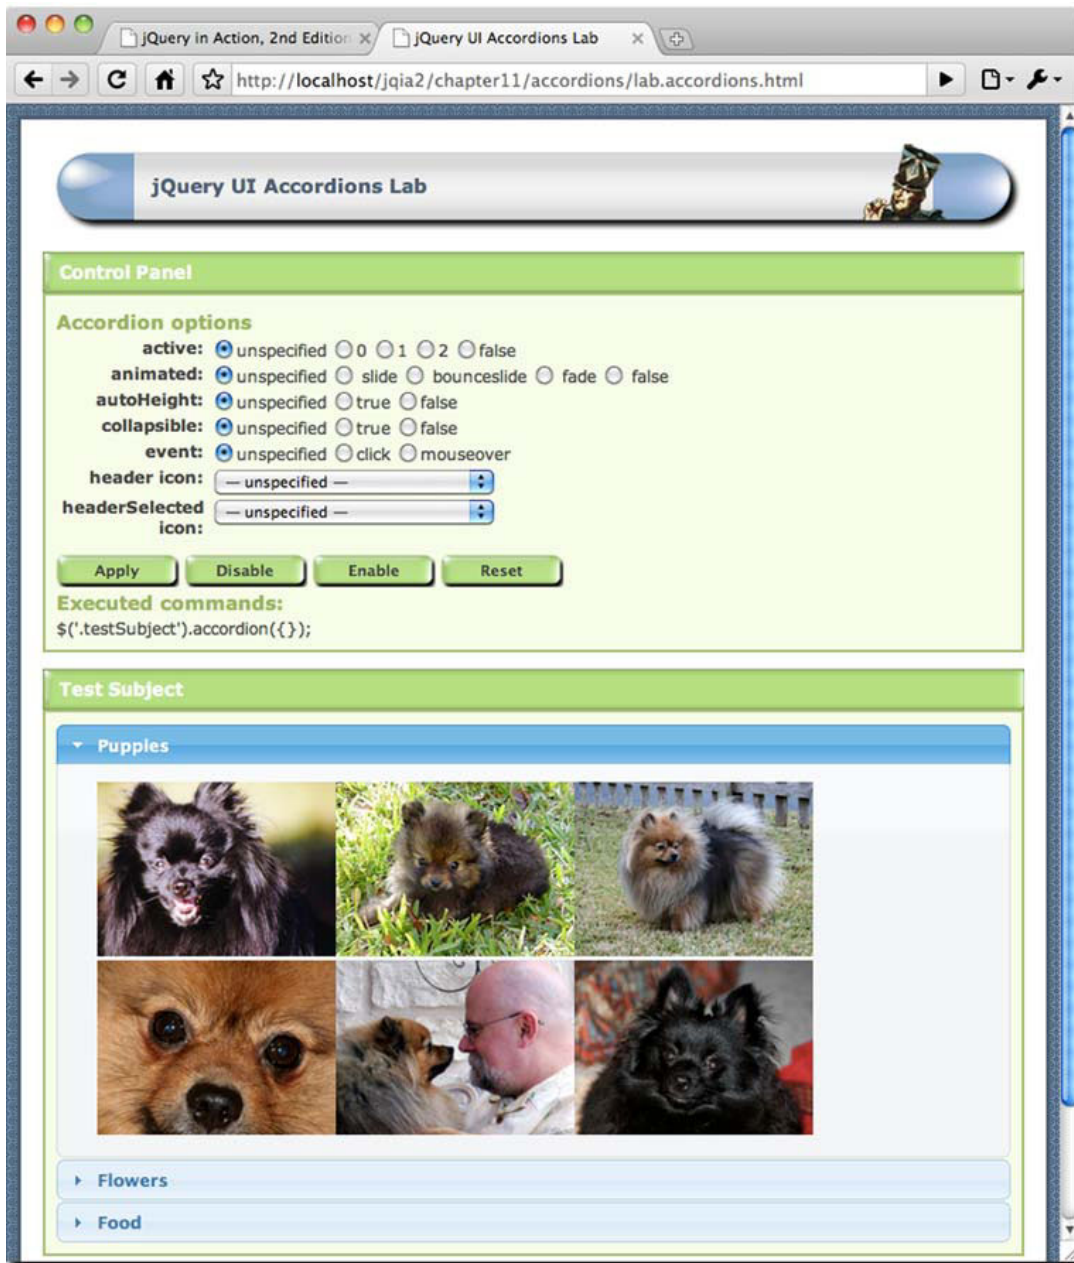 jQuery in Action, 2nd Edition
jQuery UI Accordions Lab
http://localhost/jqia2/chapter11/accordions/lab.accordions.html
jQuery UI Accordions Lab
Control Panel
Accordion options
active: unspecified 0 1 2 false
animated: unspecified slide bounceslide fade false
autoHeight: unspecified true false
collapsible: unspecified true false
event: unspecified click mouseover
header icon: — unspecified —
headerSelected icon: — unspecified —
Apply Disable Enable Reset
Executed commands:
$('.testSubject').accordion({});
Test Subject
Puppies
Flowers
Food